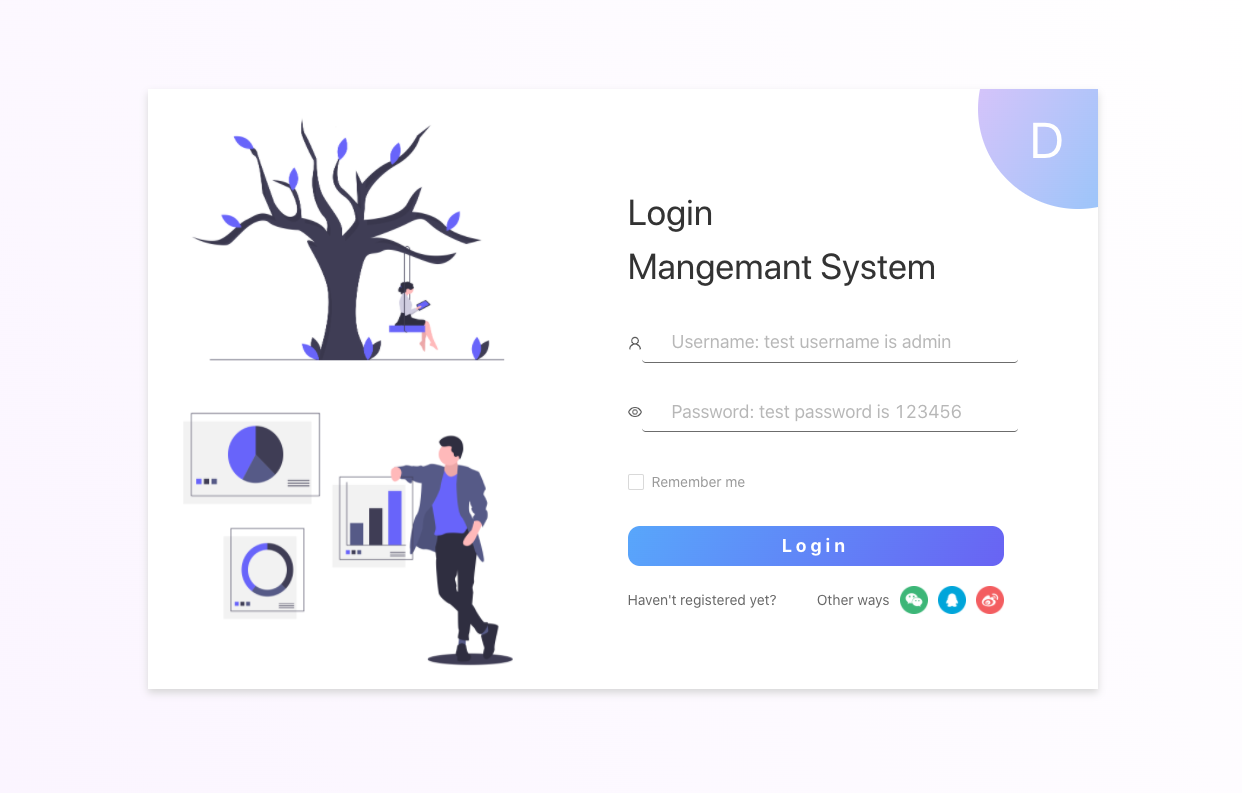 D
Login
Mangemant System
Username: test username is admin
Password: test password is 123456
Remember me
Login
Haven't registered yet? Other ways